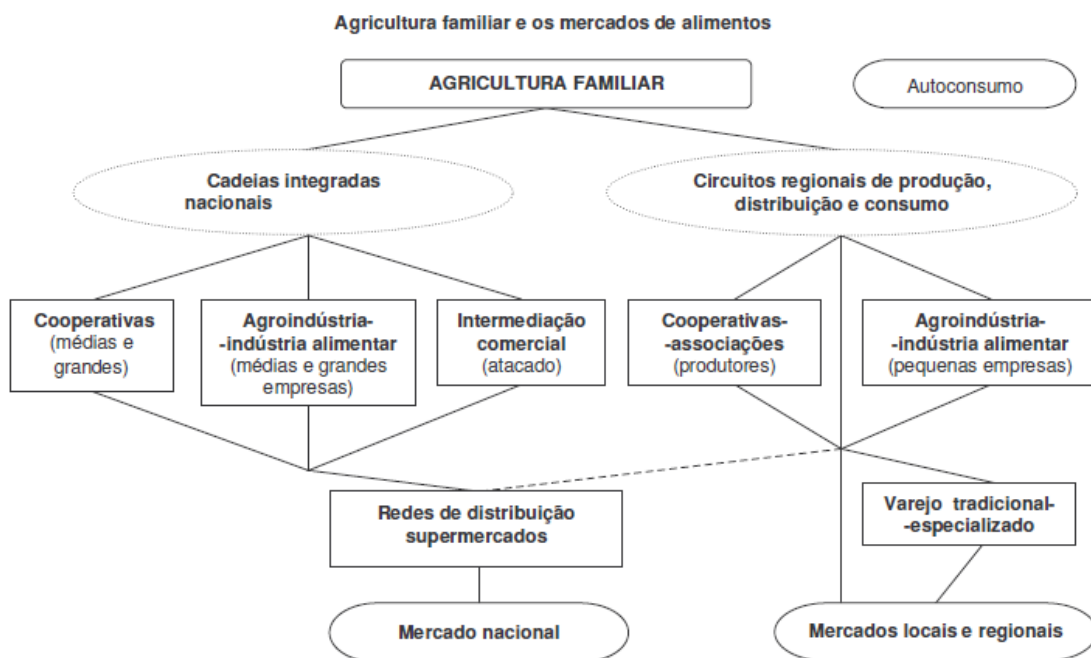 Agricultura familiar e os mercados de alimentos
AGRICULTURA FAMILIAR
Autoconsumo
Cadeias integradas
nacionais
Circuitos regionais de produção,
distribuição e consumo
Cooperativas
(médias e
grandes)
Agroindústria-
-indústria alimentar
(médias e grandes
empresas)
Intermediação
comercial
(atacado)
Cooperativas-
-associações
(produtores)
Agroindústria-
-indústria alimentar
(pequenas empresas)
Redes de distribuição
supermercados
Varejo tradicional-
-especializado
Mercado nacional
Mercados locais e regionais